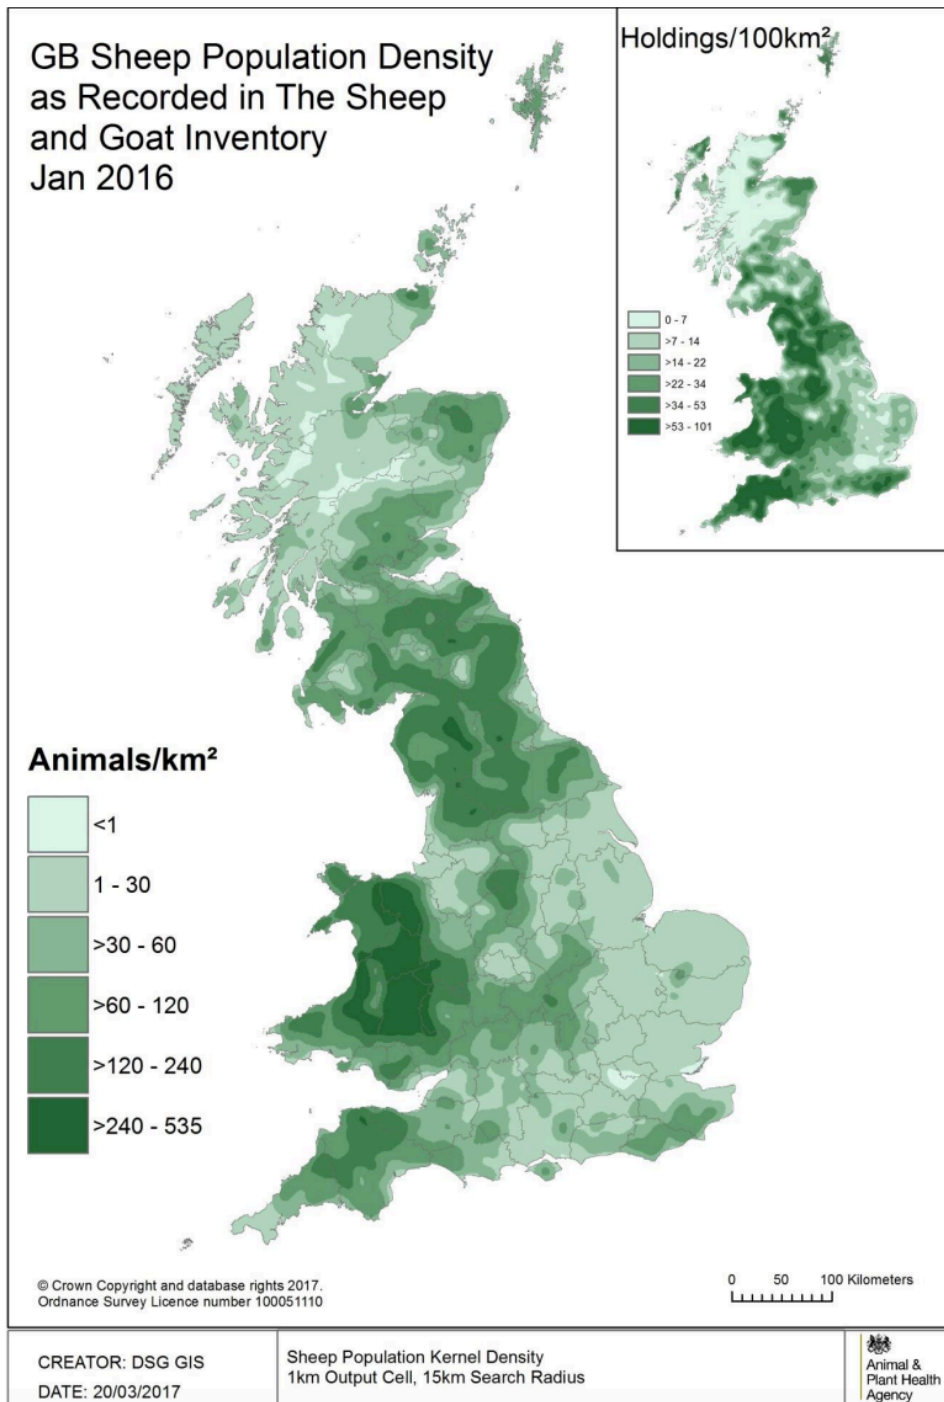 GB Sheep Population Density
as Recorded in The Sheep
and Goat Inventory
Jan 2016
Holdings/100km²
0 - 7
>7 - 14
>14 - 22
>22 - 34
>34 - 53
>53 - 101
Animals/km²
<1
1 - 30
>30 - 60
>60 - 120
>120 - 240
>240 - 535
© Crown Copyright and database rights 2017.
Ordnance Survey Licence number 100051110
0 50 100 Kilometers
CREATOR: DSG GIS
DATE: 20/03/2017
Sheep Population Kernel Density
1km Output Cell, 15km Search Radius
Animal &
Plant Health
Agency